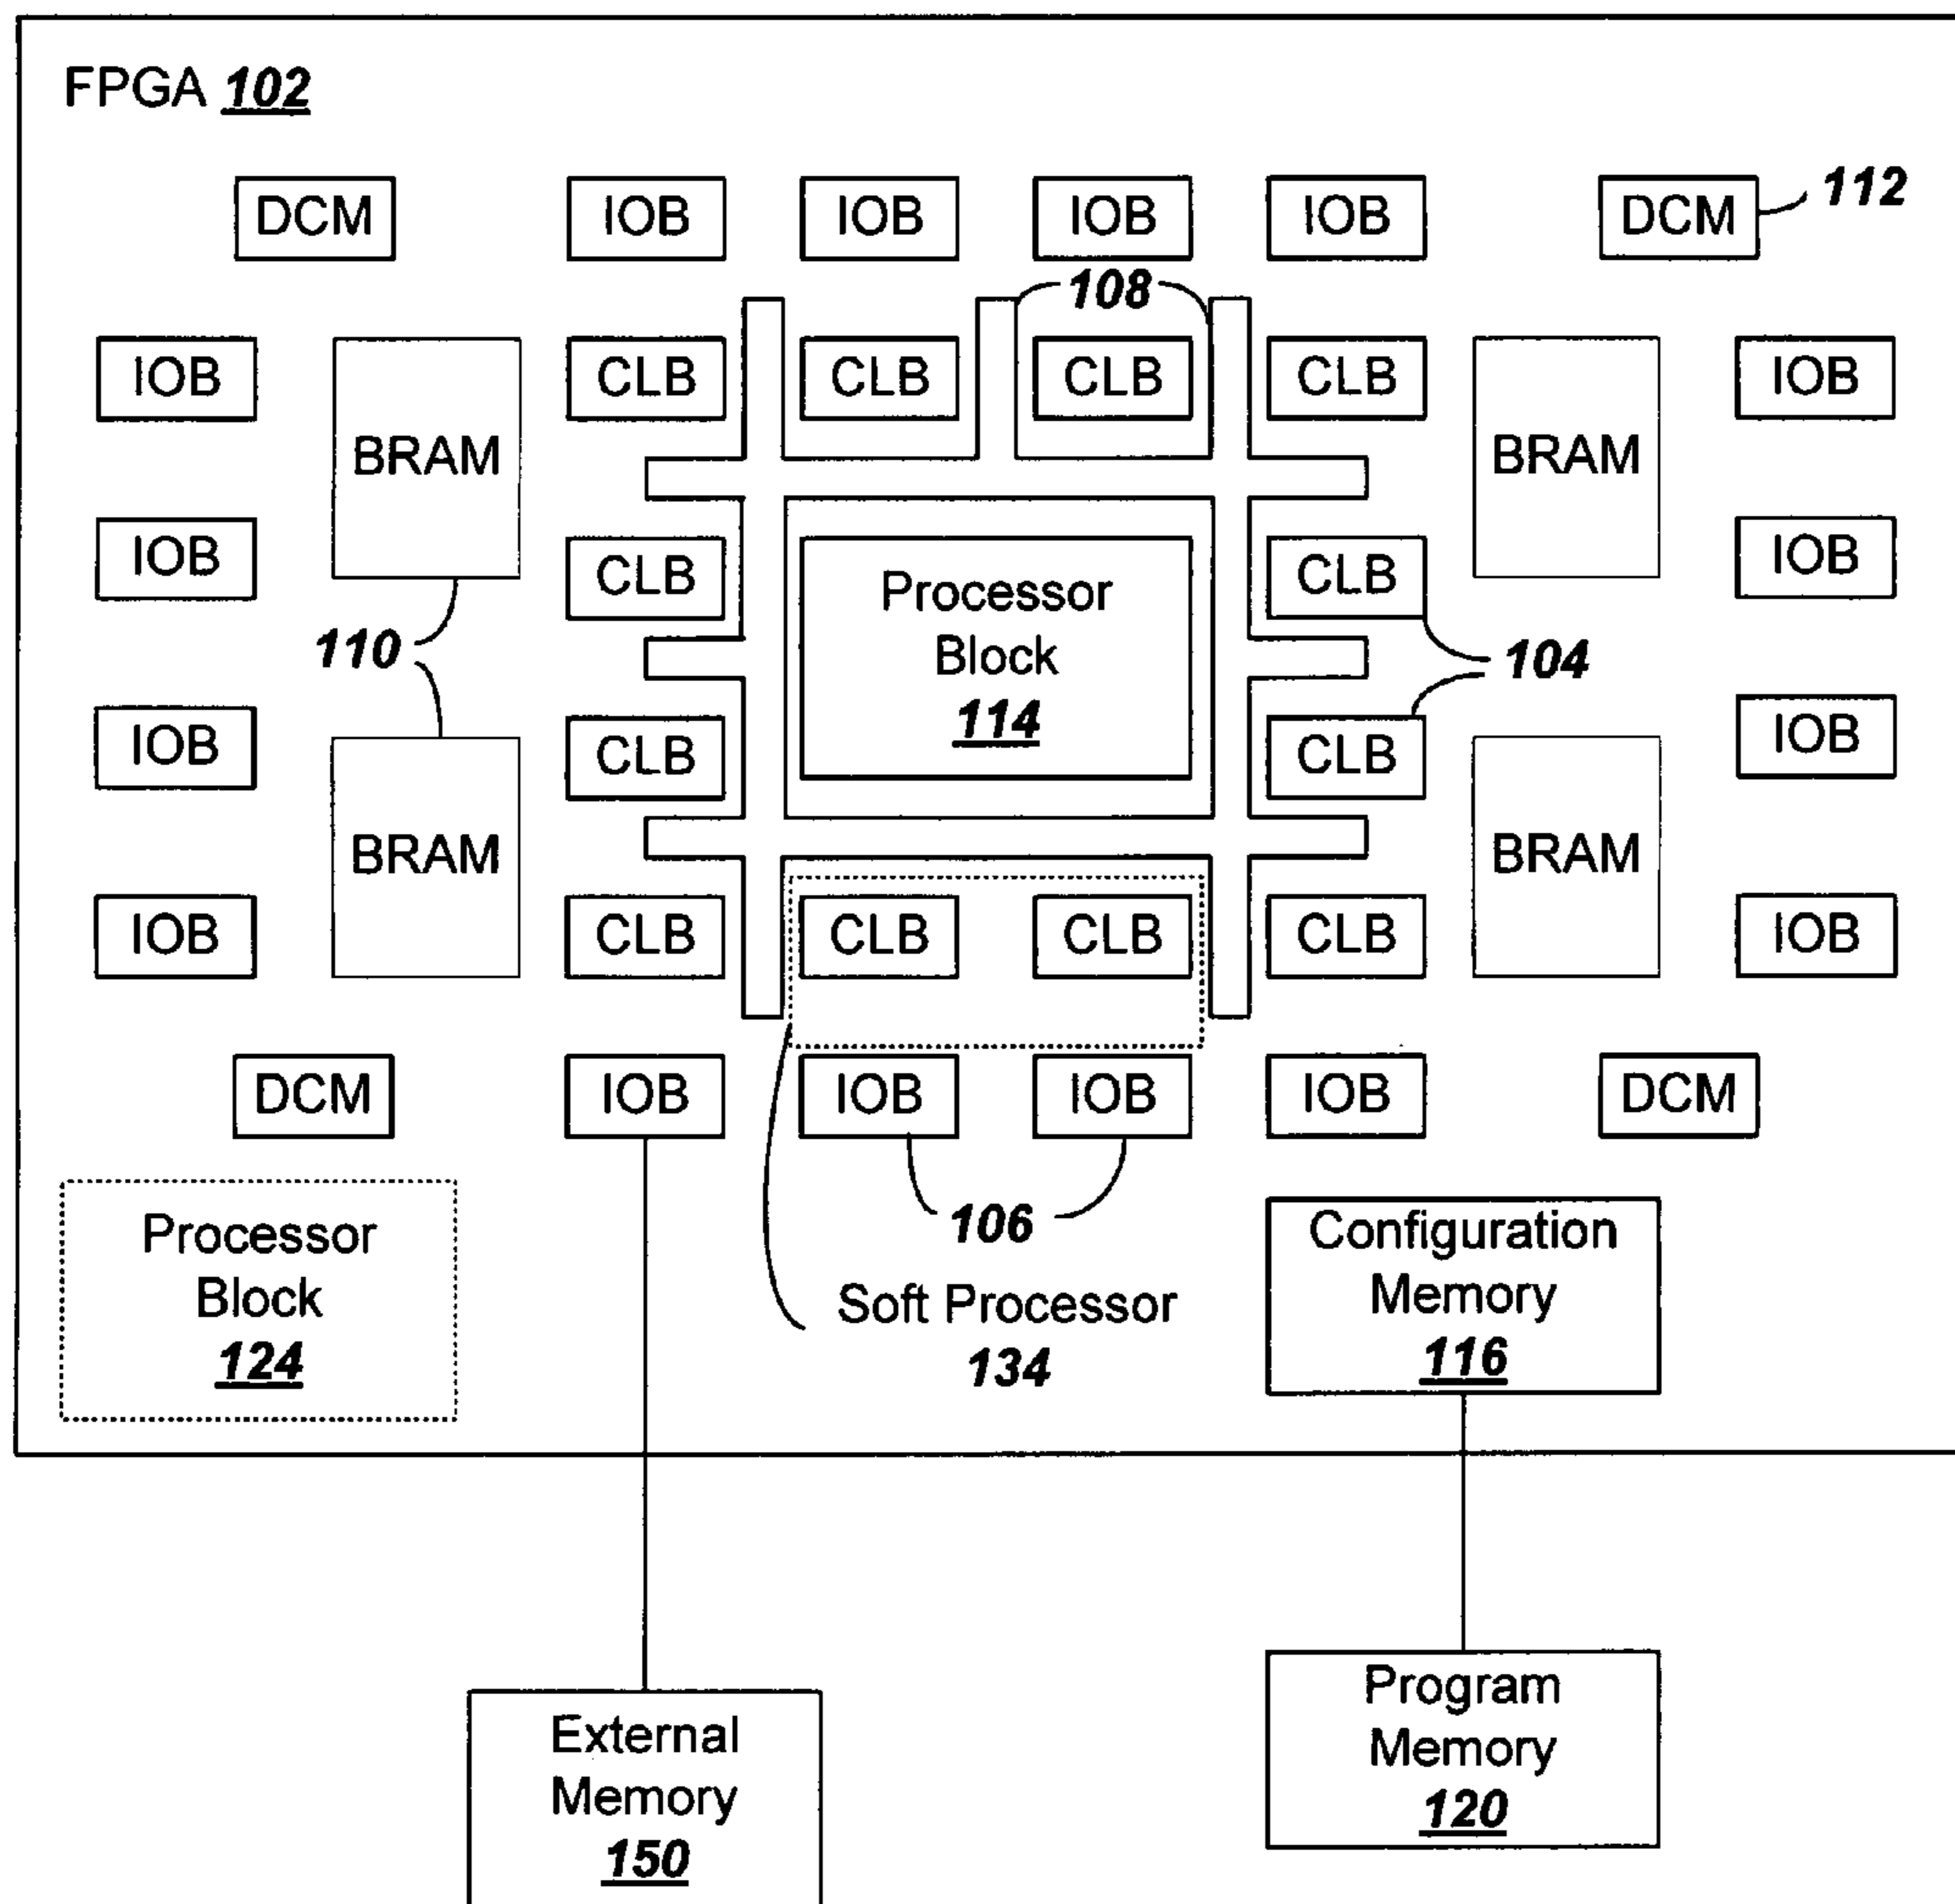 FPGA 102
DCM IOB IOB IOB IOB DCM 112
108
IOB CLB CLB CLB CLB IOB
BRAM BRAM
IOB CLB CLB IOB
Processor
Block
114
110 104
IOB CLB CLB IOB
BRAM BRAM
IOB CLB CLB CLB CLB IOB
DCM IOB IOB IOB IOB DCM
106
Processor
Block
124
Soft Processor
134
Configuration
Memory
116
External
Memory
150
Program
Memory
120